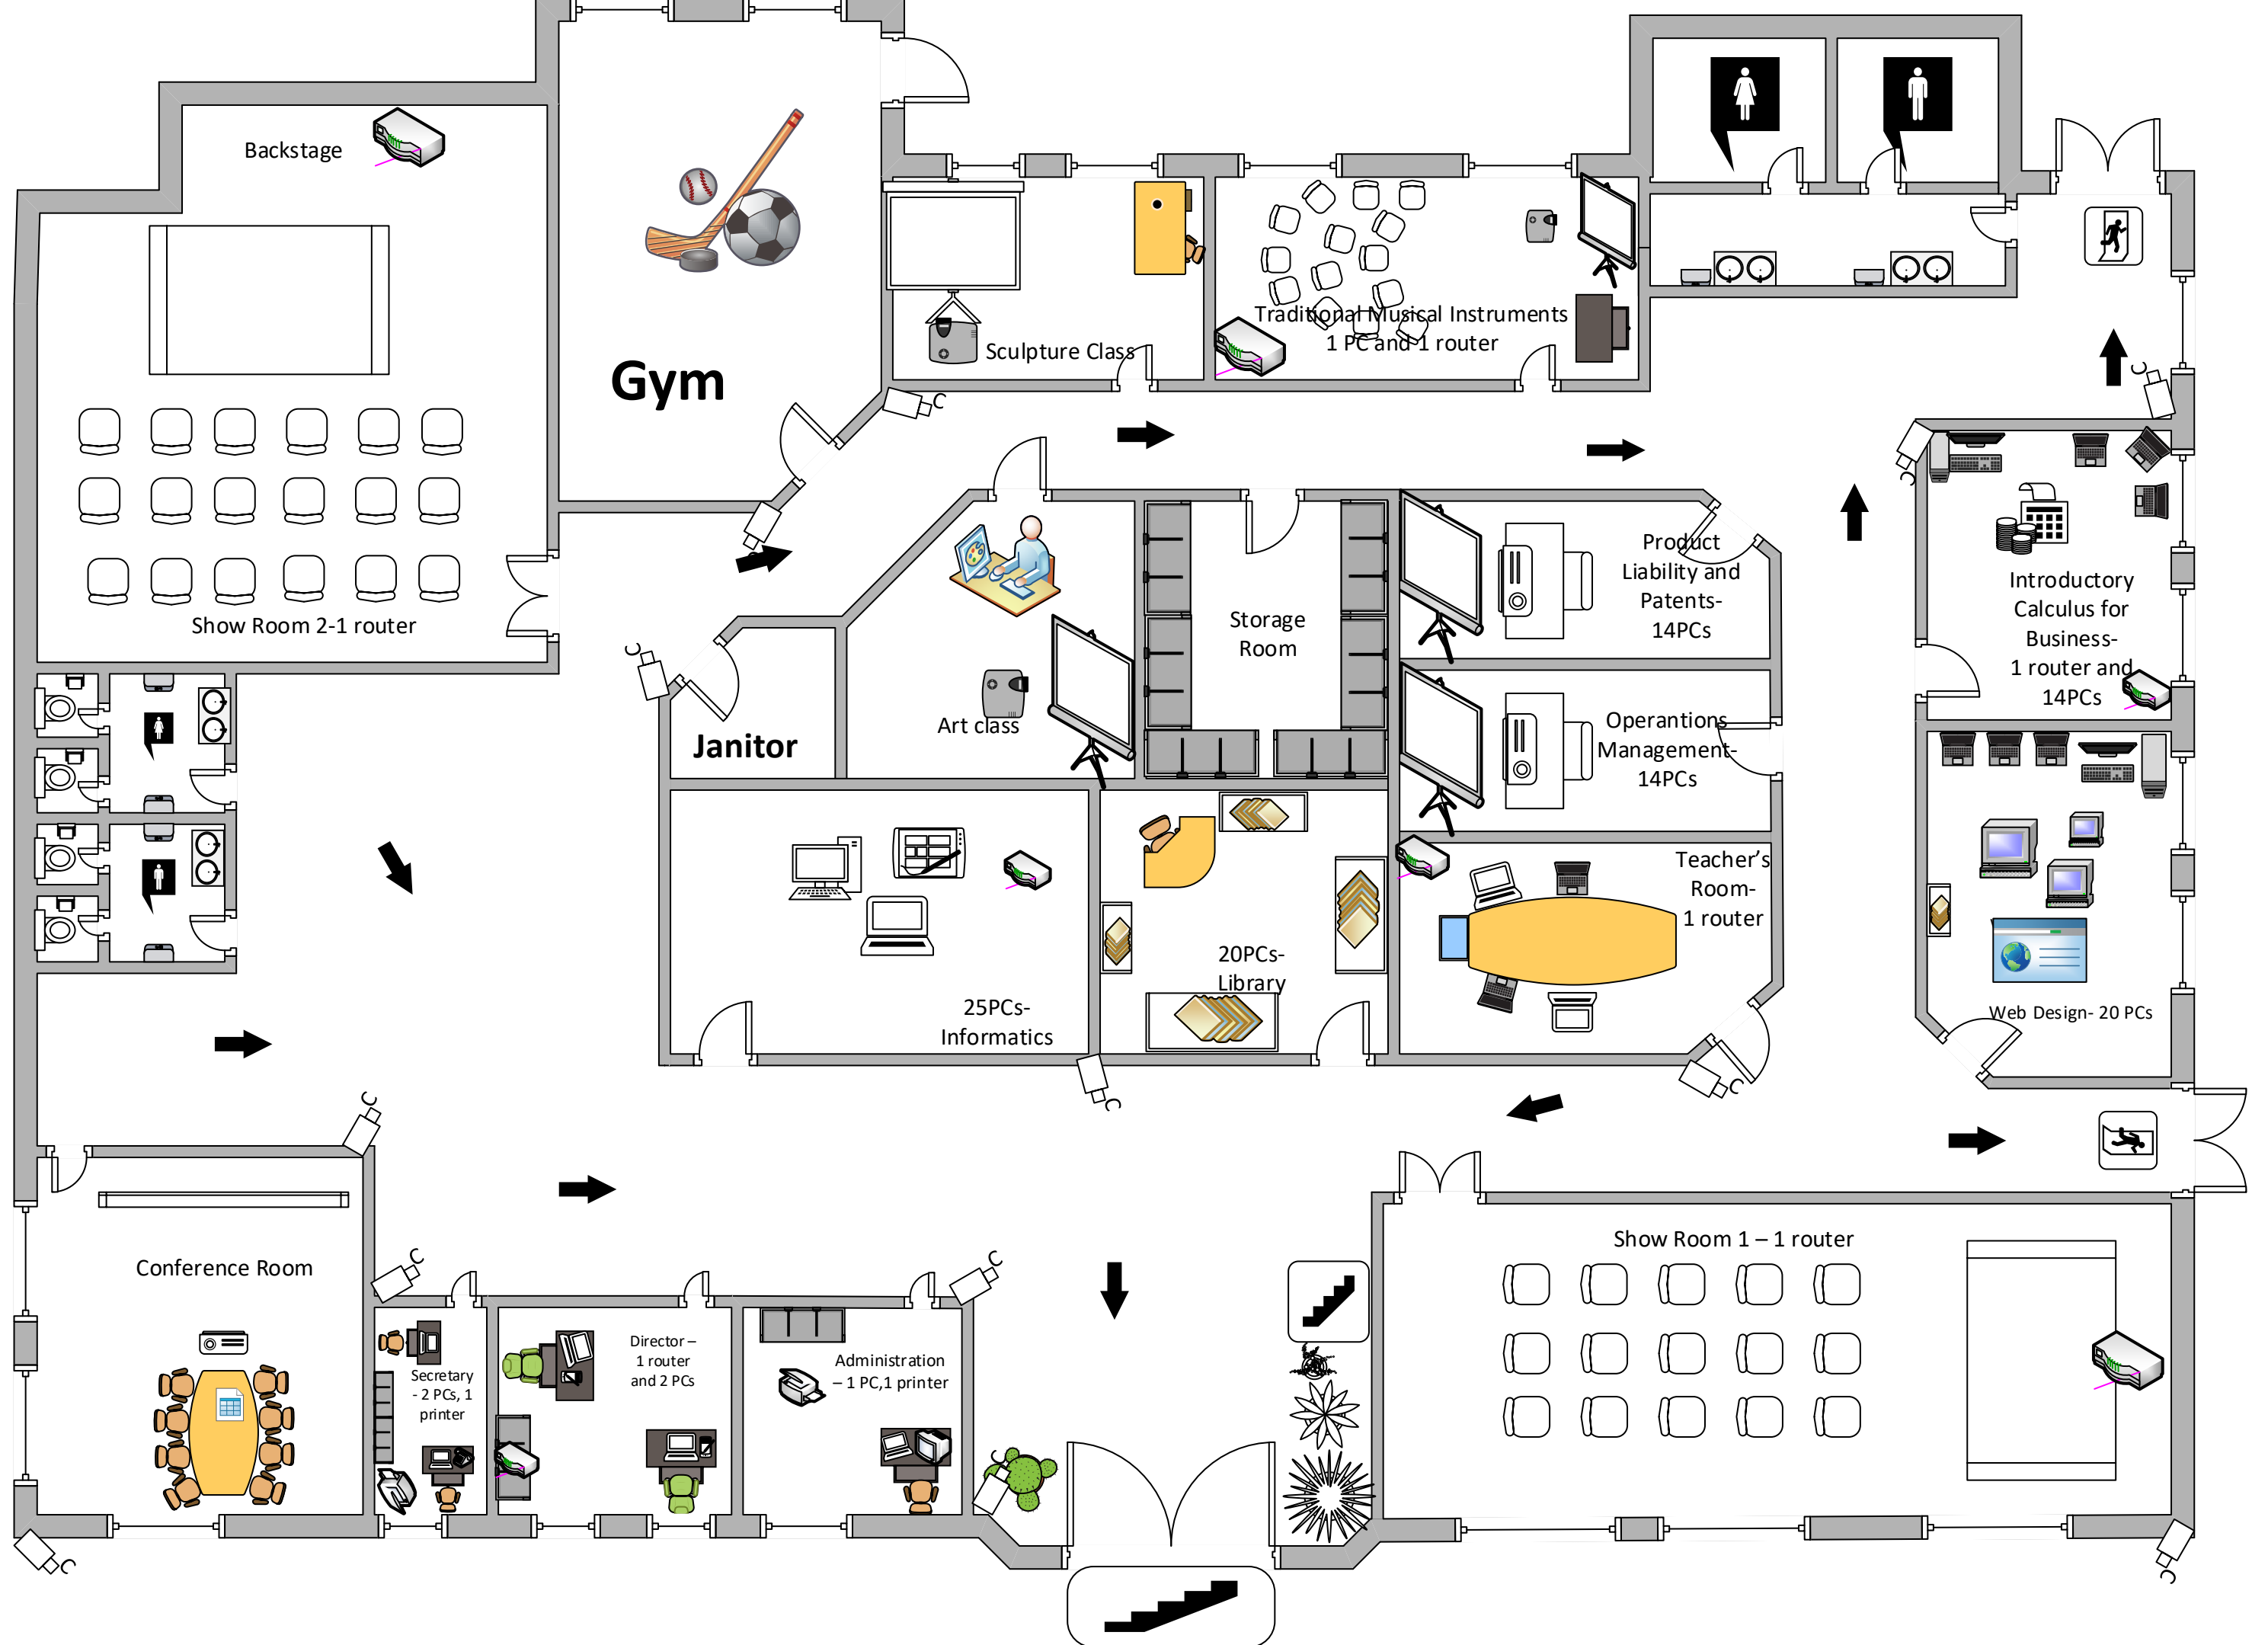 Backstage
Gym
Sculpture Class
Traditional Musical Instruments
1 PC and 1 router
Show Room 2-1 router
Product
Liability and
Patents-
14PCs
Storage
Room
Introductory
Calculus for
Business-
1 router and
14PCs
Art class
Janitor
Operantions
Management-
14PCs
Teacher's
Room-
1 router
20PCs-
Library
25PCs-
Informatics
Web Design- 20 PCs
Conference Room
Show Room 1 – 1 router
Secretary
- 2 PCs, 1
printer
Director –
1 router
and 2 PCs
Administration
– 1 PC,1 printer
C
C
C
C
C
C
C
C
C
C
C
C
C